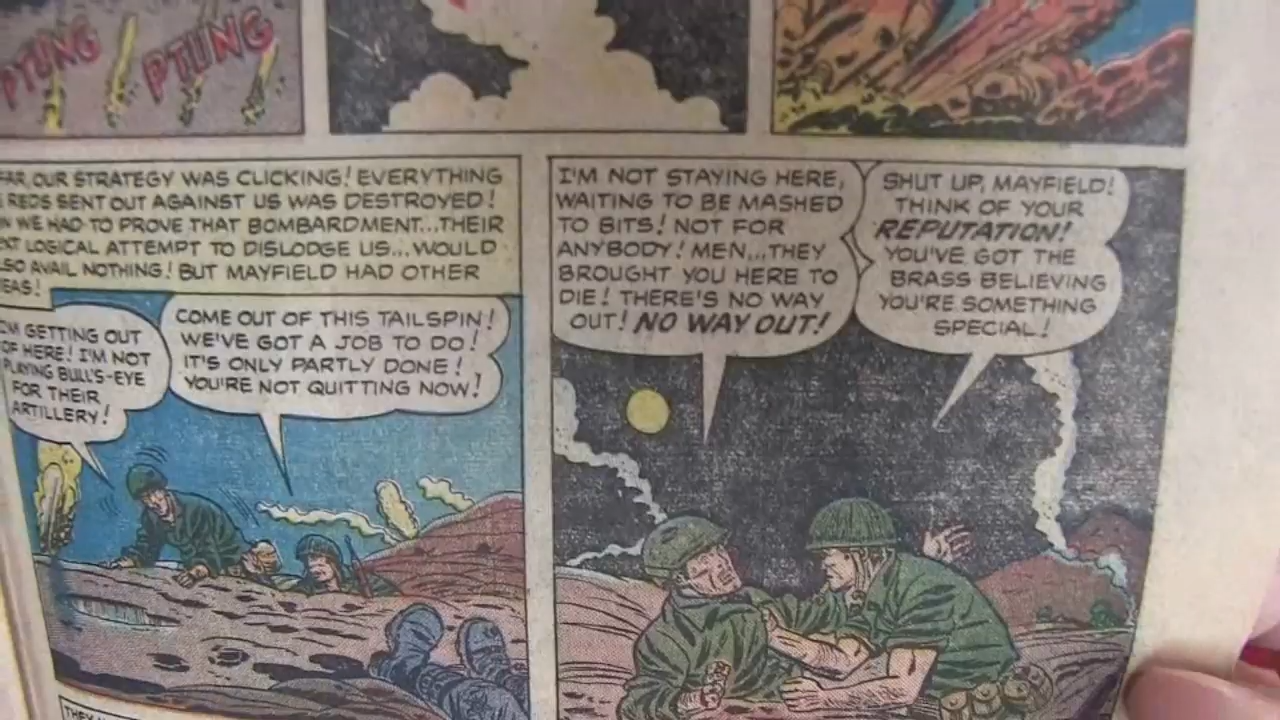 PTUNG PTUNG
FAR, OUR STRATEGY WAS CLICKING! EVERYTHING
REDS SENT OUT AGAINST US WAS DESTROYED!
WE HAD TO PROVE THAT BOMBARDMENT...THEIR
LOGICAL ATTEMPT TO DISLODGE US...WOULD
AVAIL NOTHING! BUT MAYFIELD HAD OTHER
I'M GETTING OUT
OF HERE! I'M NOT
PLAYING BULL'S-EYE
FOR THEIR
ARTILLERY!
COME OUT OF THIS TAILSPIN!
WE'VE GOT A JOB TO DO!
IT'S ONLY PARTLY DONE!
YOU'RE NOT QUITTING NOW!
I'M NOT STAYING HERE,
WAITING TO BE MASHED
TO BITS! NOT FOR
ANYBODY! MEN...THEY
BROUGHT YOU HERE TO
DIE! THERE'S NO WAY
OUT! NO WAY OUT!
SHUT UP, MAYFIELD!
THINK OF YOUR
REPUTATION!
YOU'VE GOT THE
BRASS BELIEVING
YOU'RE SOMETHING
SPECIAL!